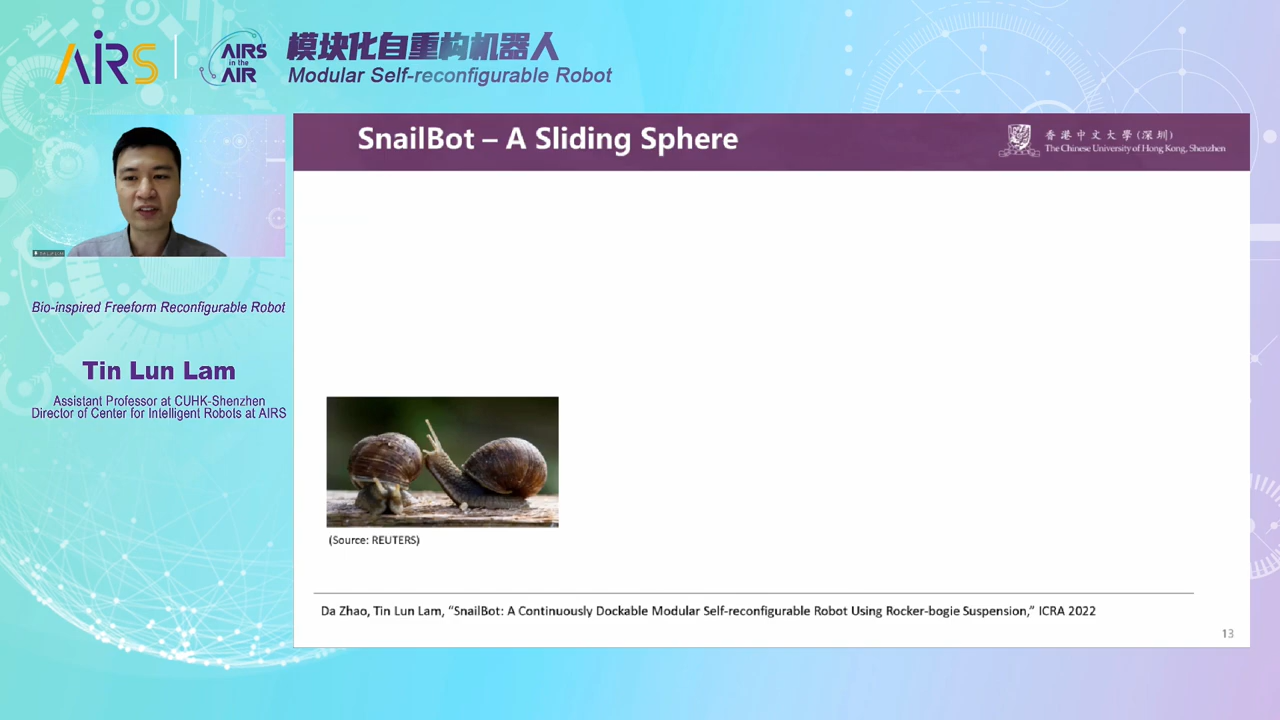 AIRS
AIRS
in the
AIR
模块化自重构机器人
Modular Self-reconfigurable Robot
SnailBot – A Sliding Sphere
香港中文大學(深圳)
The Chinese University of Hong Kong, Shenzhen
Bio-inspired Freeform Reconfigurable Robot
Tin Lun Lam
Assistant Professor at CUHK-Shenzhen
Director of Center for Intelligent Robots at AIRS
(Source: REUTERS)
Da Zhao, Tin Lun Lam, “SnailBot: A Continuously Dockable Modular Self-reconfigurable Robot Using Rocker-bogie Suspension,” ICRA 2022
13